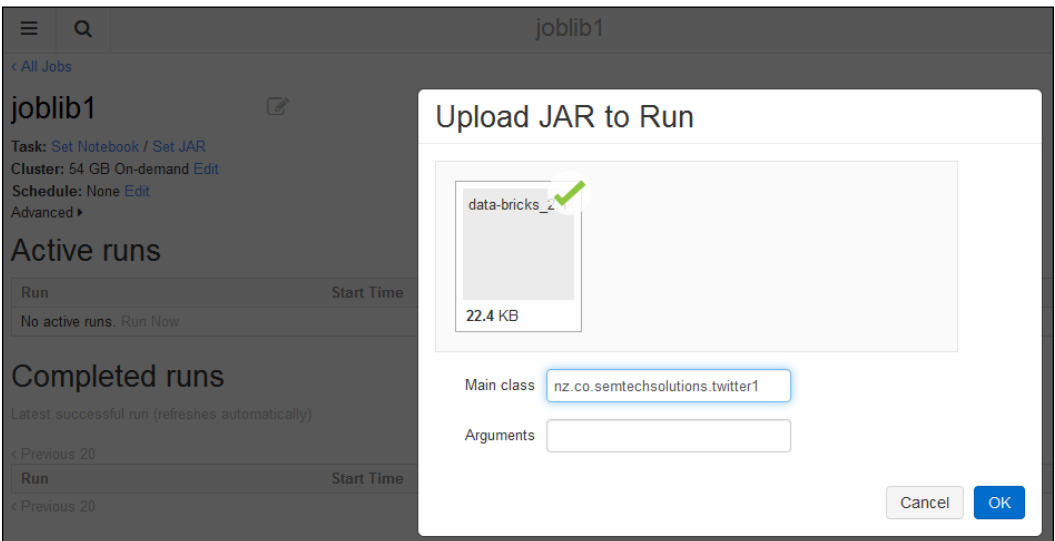 joblib1
< All Jobs
joblib1
Task: Set Notebook / Set JAR
Cluster: 54 GB On-demand Edit
Schedule: None Edit
Advanced
Active runs
Run Start Time
No active runs. Run Now
Completed runs
Latest successful run (refreshes automatically)
< Previous 20
Run Start Time
< Previous 20
Upload JAR to Run
data-bricks_2
22.4 KB
Main class nz.co.semtechsolutions.twitter1
Arguments
Cancel OK